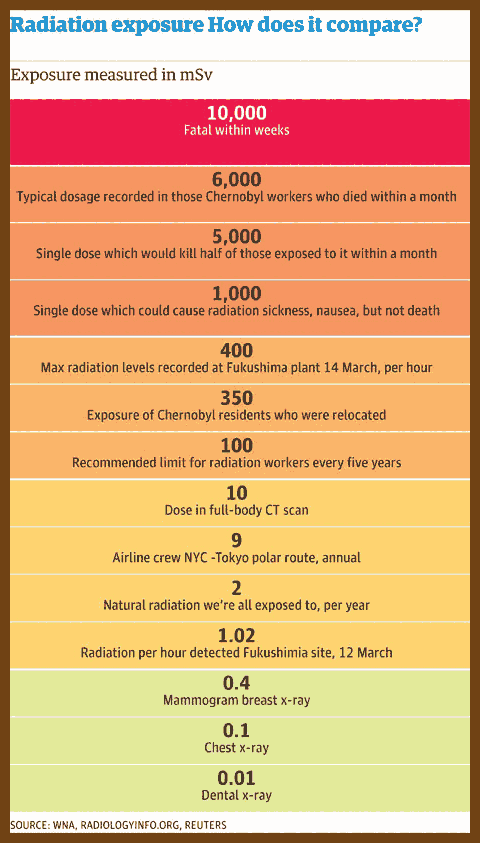 Radiation exposure How does it compare?
Exposure measured in mSv
10,000
Fatal within weeks
6,000
Typical dosage recorded in those Chernobyl workers who died within a month
5,000
Single dose which would kill half of those exposed to it within a month
1,000
Single dose which could cause radiation sickness, nausea, but not death
400
Max radiation levels recorded at Fukushima plant 14 March, per hour
350
Exposure of Chernobyl residents who were relocated
100
Recommended limit for radiation workers every five years
10
Dose in full-body CT scan
9
Airline crew NYC -Tokyo polar route, annual
2
Natural radiation we're all exposed to, per year
1.02
Radiation per hour detected Fukushimia site, 12 March
0.4
Mammogram breast x-ray
0.1
Chest x-ray
0.01
Dental x-ray
SOURCE: WNA, RADIOLOGYINFO.ORG, REUTERS